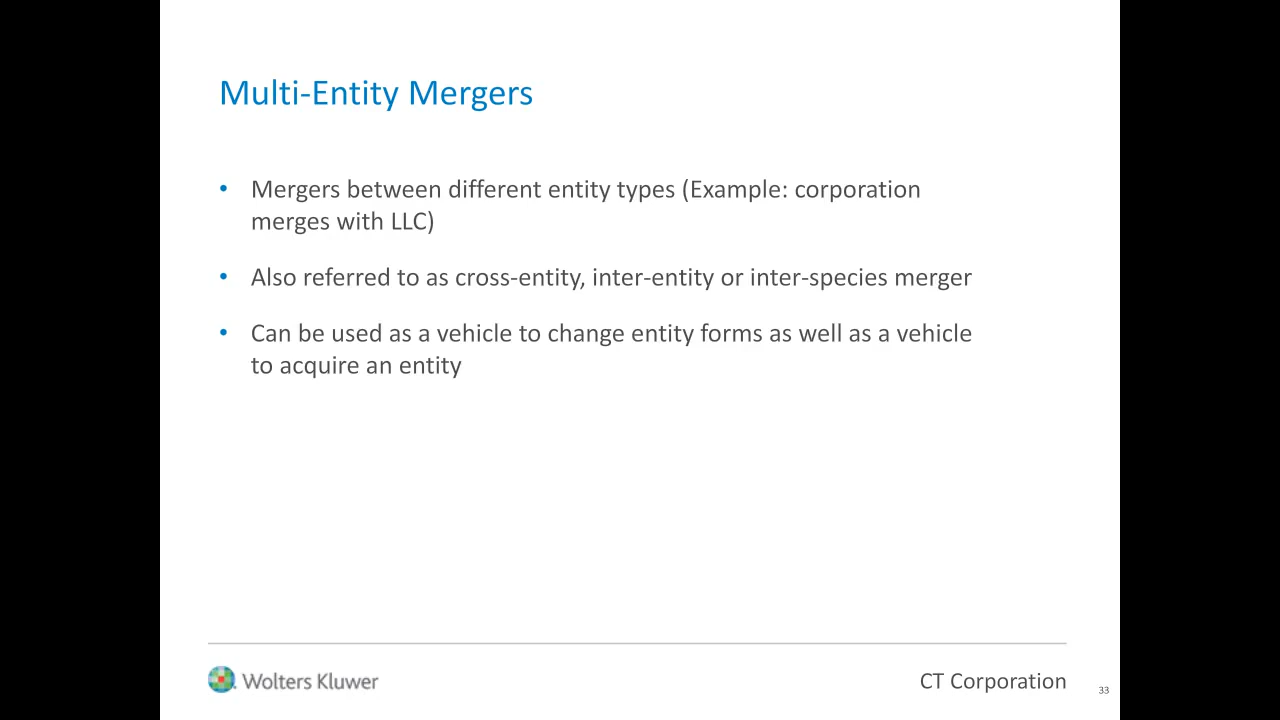 Multi-Entity Mergers
• Mergers between different entity types (Example: corporation
merges with LLC)
• Also referred to as cross-entity, inter-entity or inter-species merger
• Can be used as a vehicle to change entity forms as well as a vehicle
to acquire an entity
Wolters Kluwer
CT Corporation
33